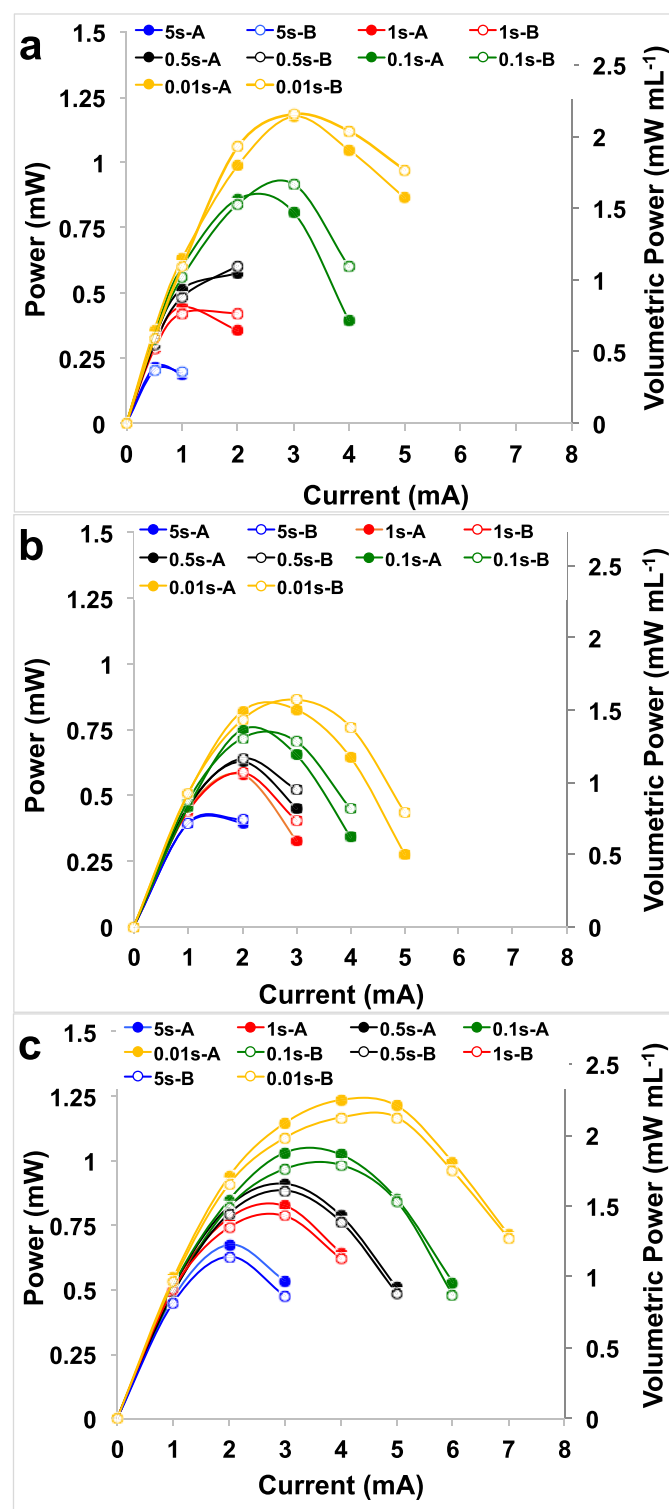 a
5s-A 5s-B 1s-A 1s-B
0.5s-A 0.5s-B 0.1s-A 0.1s-B
0.01s-A 0.01s-B
1.5
1.25
1
0.75
0.5
0.25
0
Power (mW)
2.5
2
1.5
1
0.5
0
Volumetric Power (mW mL-1)
0 1 2 3 4 5 6 7 8
Current (mA)
b
5s-A 5s-B 1s-A 1s-B
0.5s-A 0.5s-B 0.1s-A 0.1s-B
0.01s-A 0.01s-B
1.5
1.25
1
0.75
0.5
0.25
0
Power (mW)
2.5
2
1.5
1
0.5
0
Volumetric Power (mW mL-1)
0 1 2 3 4 5 6 7 8
Current (mA)
c
5s-A 1s-A 0.5s-A 0.1s-A
0.01s-A 0.1s-B 0.5s-B 1s-B
5s-B 0.01s-B
1.5
1.25
1
0.75
0.5
0.25
0
Power (mW)
2.5
2
1.5
1
0.5
0
Volumetric Power (mW mL-1)
0 1 2 3 4 5 6 7 8
Current (mA)